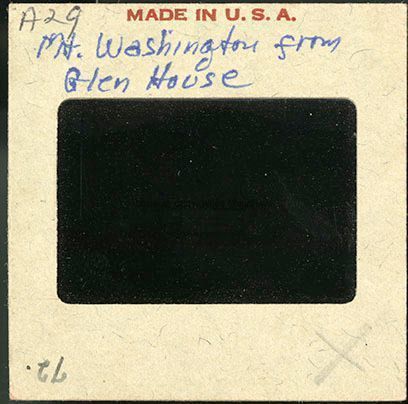 MADE IN U. S. A.
A29
Mt. Washington from
Glen House
72.